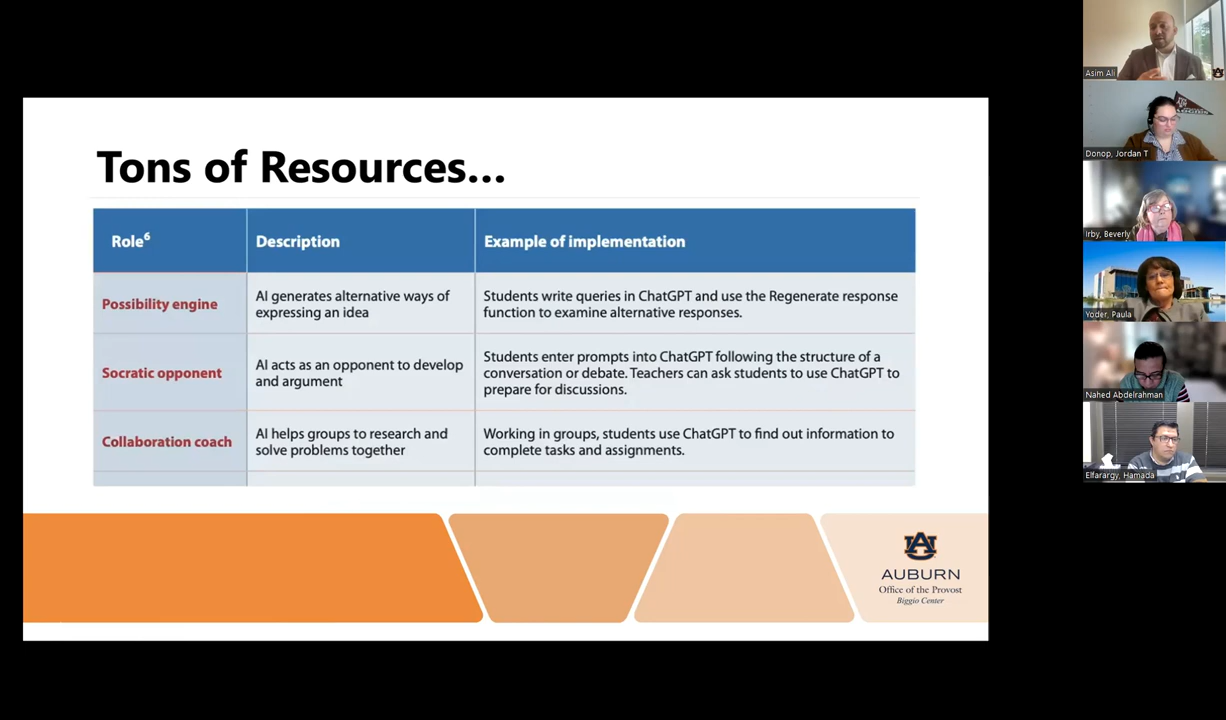 Tons of Resources...
Role6
Description
Example of implementation
Possibility engine
AI generates alternative ways of
expressing an idea
Students write queries in ChatGPT and use the Regenerate response
function to examine alternative responses.
Socratic opponent
AI acts as an opponent to develop
and argument
Students enter prompts into ChatGPT following the structure of a
conversation or debate. Teachers can ask students to use ChatGPT to
prepare for discussions.
Collaboration coach
AI helps groups to research and
solve problems together
Working in groups, students use ChatGPT to find out information to
complete tasks and assignments.
AUBURN
Office of the Provost
Biggio Center
Asim Ali
Donop, Jordan T
Irby, Beverly
Yoder, Paula
Nahed Abdelrahman
Elfarargy, Hamada